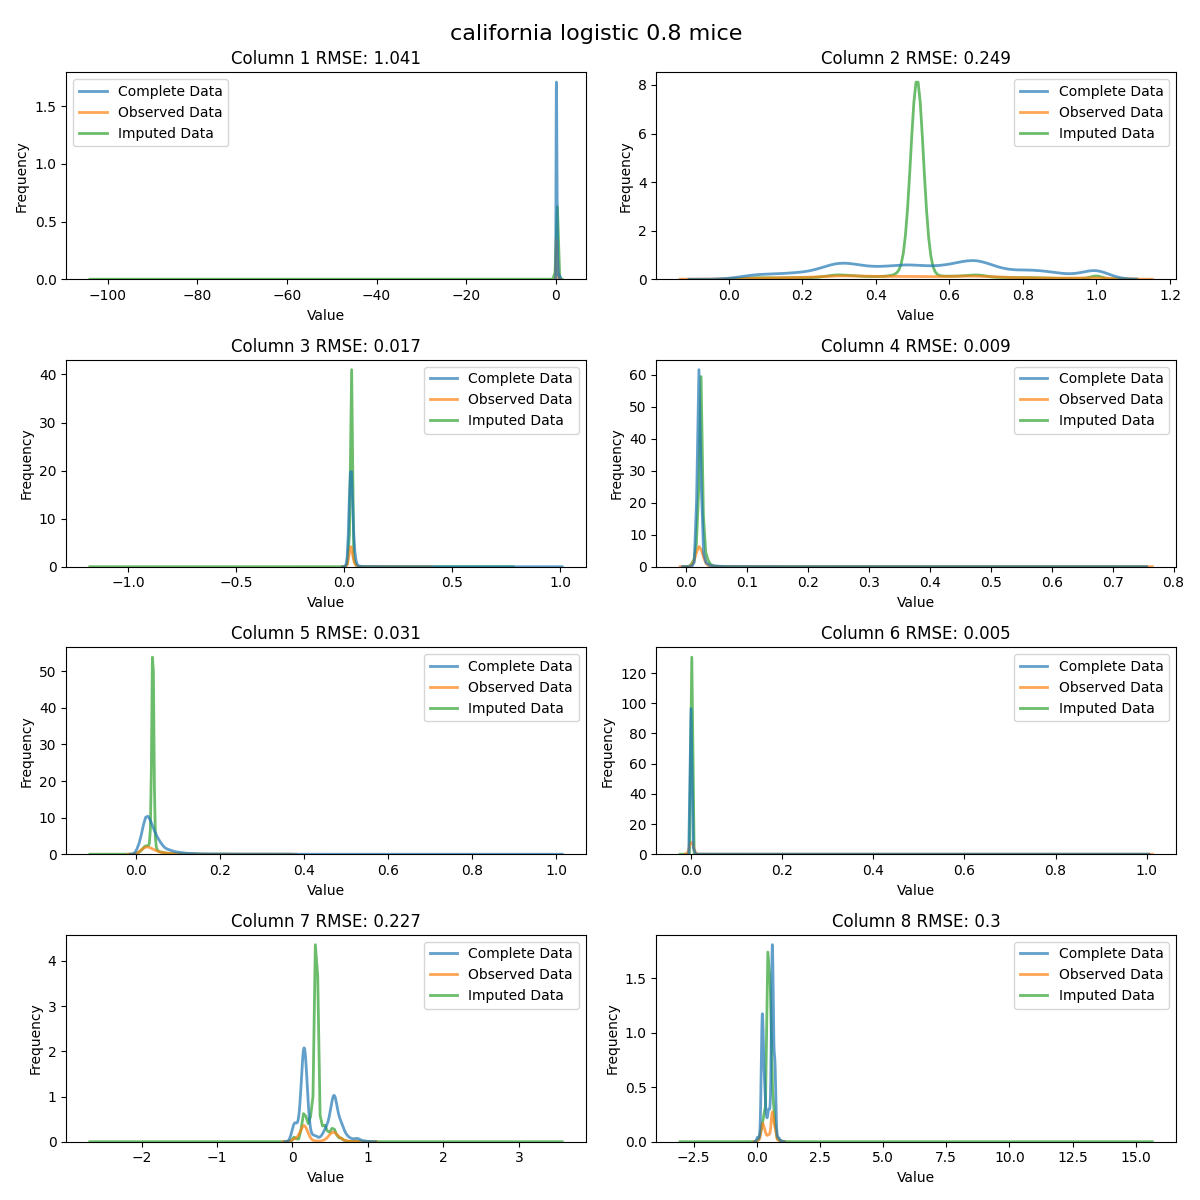 california logistic 0.8 mice
Column 1 RMSE: 1.041
Complete Data
Observed Data
Imputed Data
Frequency
0.0
0.5
1.0
1.5
−100 −80 −60 −40 −20 0
Value
Column 2 RMSE: 0.249
Complete Data
Observed Data
Imputed Data
Frequency
0
2
4
6
8
0.0 0.2 0.4 0.6 0.8 1.0 1.2
Value
Column 3 RMSE: 0.017
Complete Data
Observed Data
Imputed Data
Frequency
0
10
20
30
40
−1.0 −0.5 0.0 0.5 1.0
Value
Column 4 RMSE: 0.009
Complete Data
Observed Data
Imputed Data
Frequency
0
10
20
30
40
50
60
0.0 0.1 0.2 0.3 0.4 0.5 0.6 0.7 0.8
Value
Column 5 RMSE: 0.031
Complete Data
Observed Data
Imputed Data
Frequency
0
10
20
30
40
50
0.0 0.2 0.4 0.6 0.8 1.0
Value
Column 6 RMSE: 0.005
Complete Data
Observed Data
Imputed Data
Frequency
0
20
40
60
80
100
120
0.0 0.2 0.4 0.6 0.8 1.0
Value
Column 7 RMSE: 0.227
Complete Data
Observed Data
Imputed Data
Frequency
0
1
2
3
4
−2 −1 0 1 2 3
Value
Column 8 RMSE: 0.3
Complete Data
Observed Data
Imputed Data
Frequency
0.0
0.5
1.0
1.5
−2.5 0.0 2.5 5.0 7.5 10.0 12.5 15.0
Value